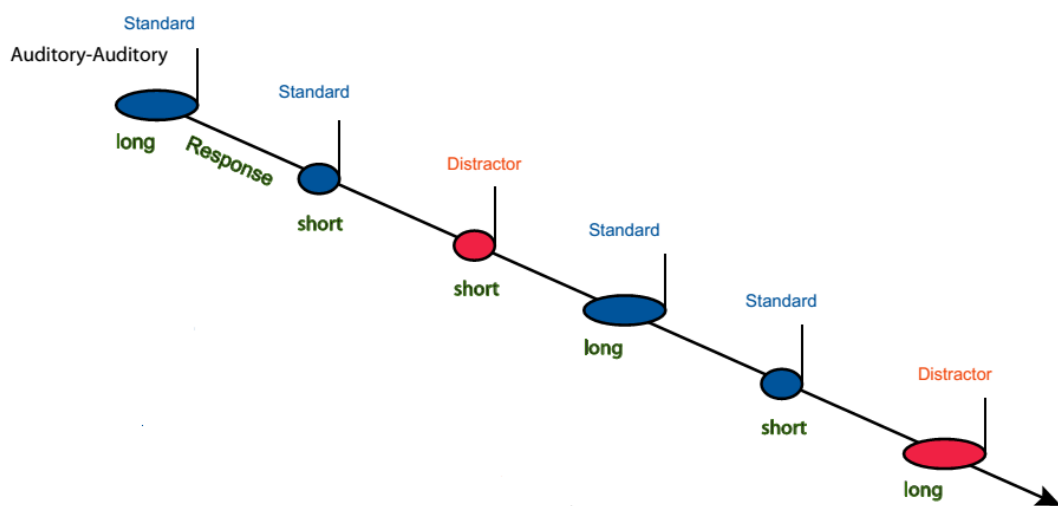 Standard
Auditory-Auditory
long
Response
Standard
short
Distractor
short
Standard
long
Standard
short
Distractor
long